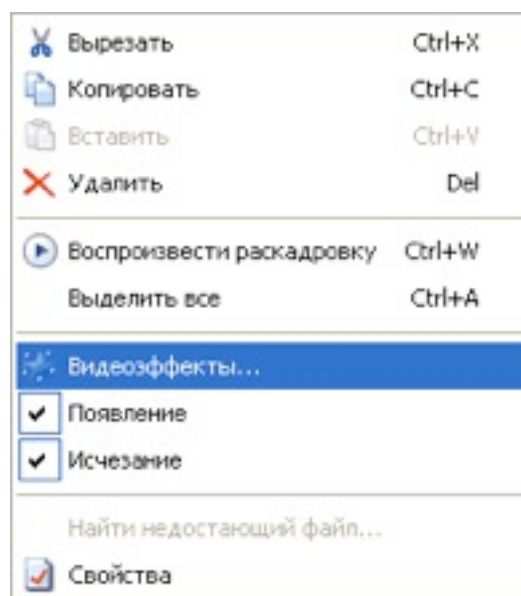 Вырезать Ctrl+X
Копировать Ctrl+C
Вставить Ctrl+V
Удалить Del
Воспроизвести раскадровку Ctrl+W
Выделить все Ctrl+A
Видеоэффекты...
Появление
Исчезание
Найти недостающий файл...
Свойства